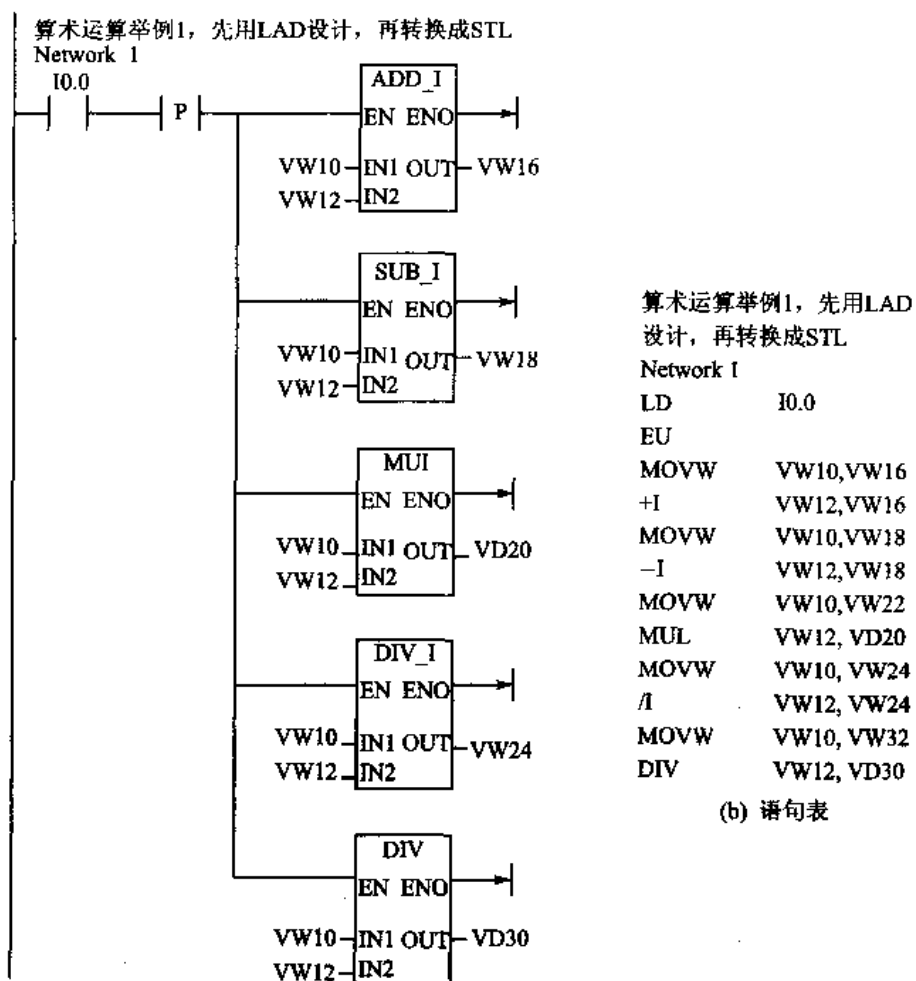 算术运算举例1，先用LAD设计，再转换成STL
Network 1
I0.0
P
ADD_I
EN ENO
VW10 IN1 OUT VW16
VW12 IN2
SUB_I
EN ENO
VW10 IN1 OUT VW18
VW12 IN2
MUI
EN ENO
VW10 IN1 OUT VD20
VW12 IN2
DIV_I
EN ENO
VW10 IN1 OUT VW24
VW12 IN2
DIV
EN ENO
VW10 IN1 OUT VD30
VW12 IN2
算术运算举例1，先用LAD
设计，再转换成STL
Network 1
LD I0.0
EU
MOVW VW10,VW16
+I VW12,VW16
MOVW VW10,VW18
−I VW12,VW18
MOVW VW10,VW22
MUL VW12, VD20
MOVW VW10, VW24
/I VW12, VW24
MOVW VW10, VW32
DIV VW12, VD30
(b) 语句表